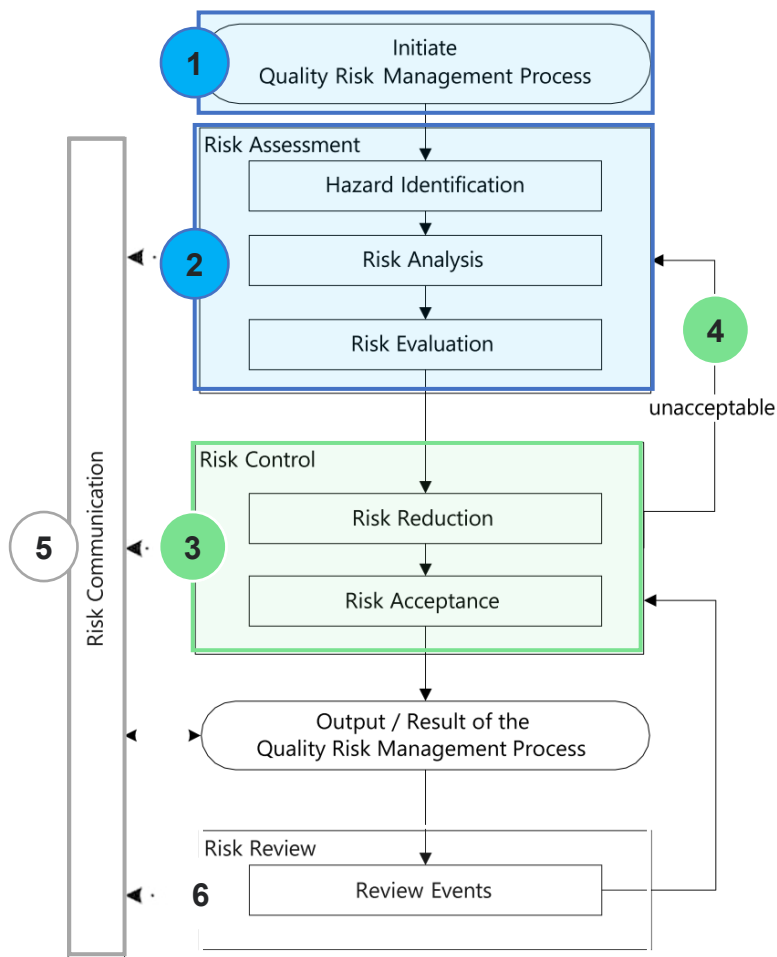 1
Initiate
Quality Risk Management Process
Risk Assessment
Hazard Identification
2
Risk Analysis
Risk Evaluation
4
unacceptable
Risk Control
Risk Reduction
3
5
Risk Communication
Risk Acceptance
Output / Result of the
Quality Risk Management Process
Risk Review
6
Review Events